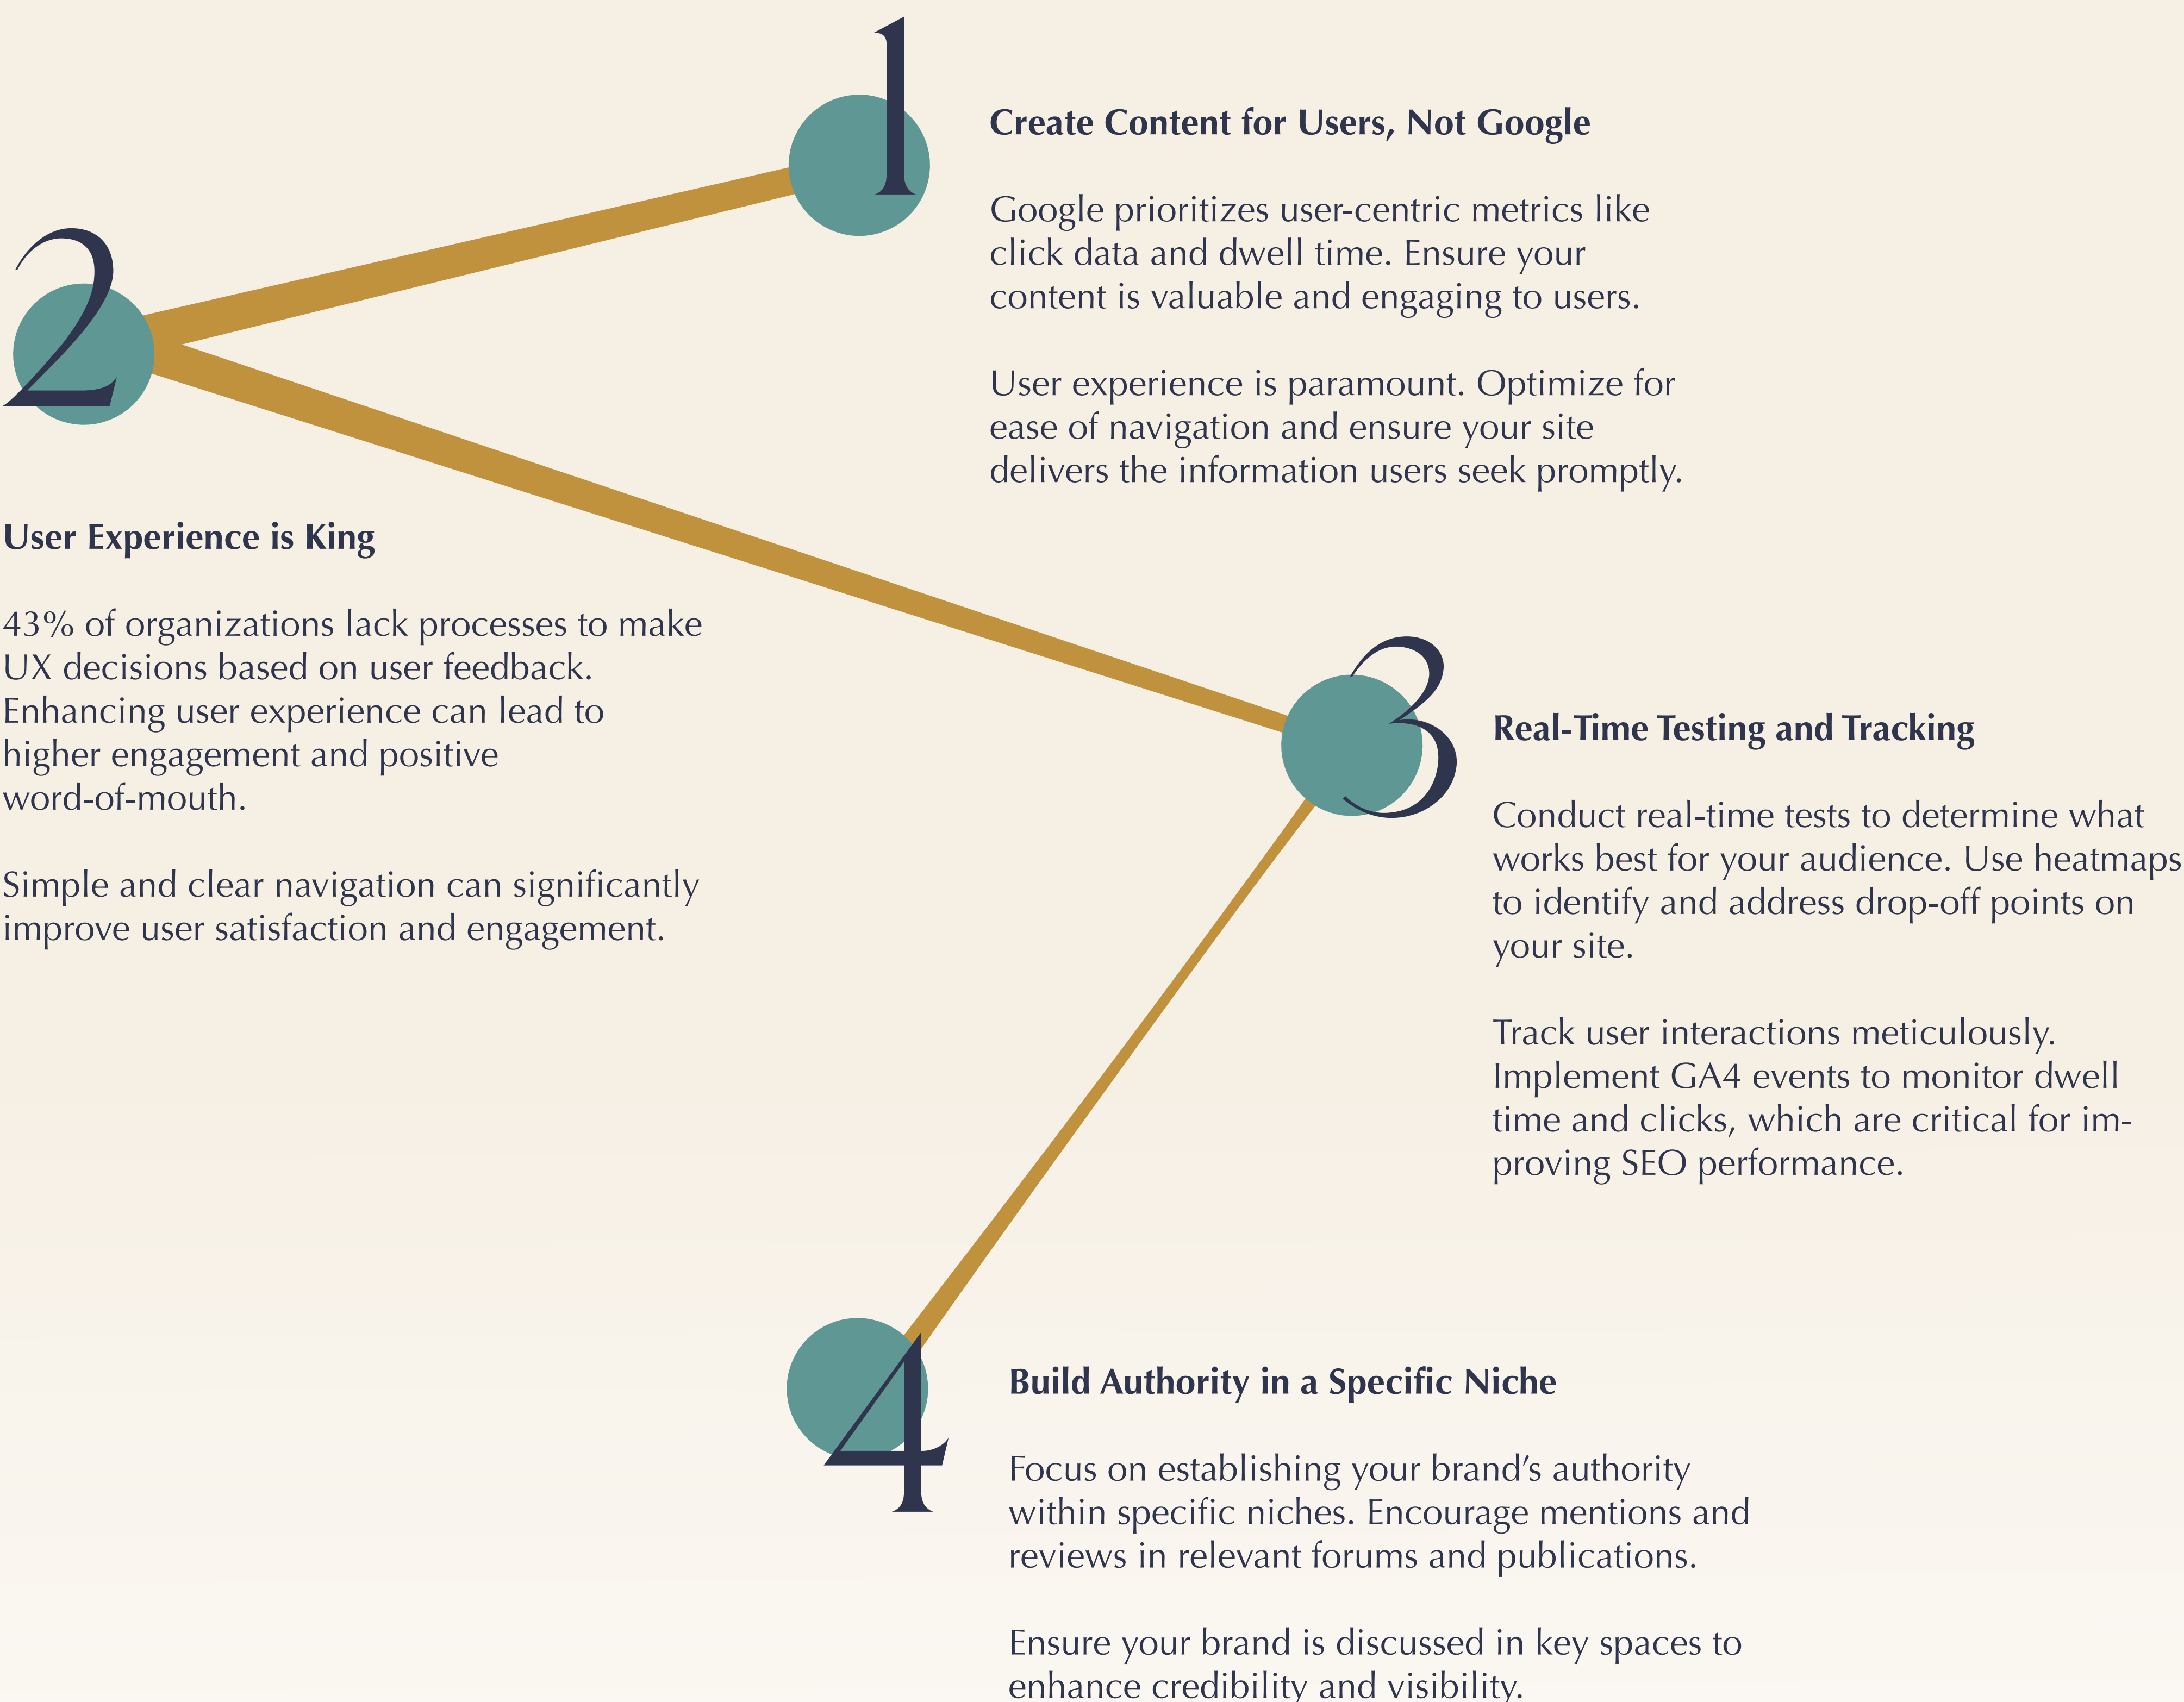 1
Create Content for Users, Not Google
Google prioritizes user-centric metrics like
click data and dwell time. Ensure your
content is valuable and engaging to users.
User experience is paramount. Optimize for
ease of navigation and ensure your site
delivers the information users seek promptly.
2
User Experience is King
43% of organizations lack processes to make
UX decisions based on user feedback.
Enhancing user experience can lead to
higher engagement and positive
word-of-mouth.
Simple and clear navigation can significantly
improve user satisfaction and engagement.
3
Real-Time Testing and Tracking
Conduct real-time tests to determine what
works best for your audience. Use heatmaps
to identify and address drop-off points on
your site.
Track user interactions meticulously.
Implement GA4 events to monitor dwell
time and clicks, which are critical for im-
proving SEO performance.
4
Build Authority in a Specific Niche
Focus on establishing your brand’s authority
within specific niches. Encourage mentions and
reviews in relevant forums and publications.
Ensure your brand is discussed in key spaces to
enhance credibility and visibility.